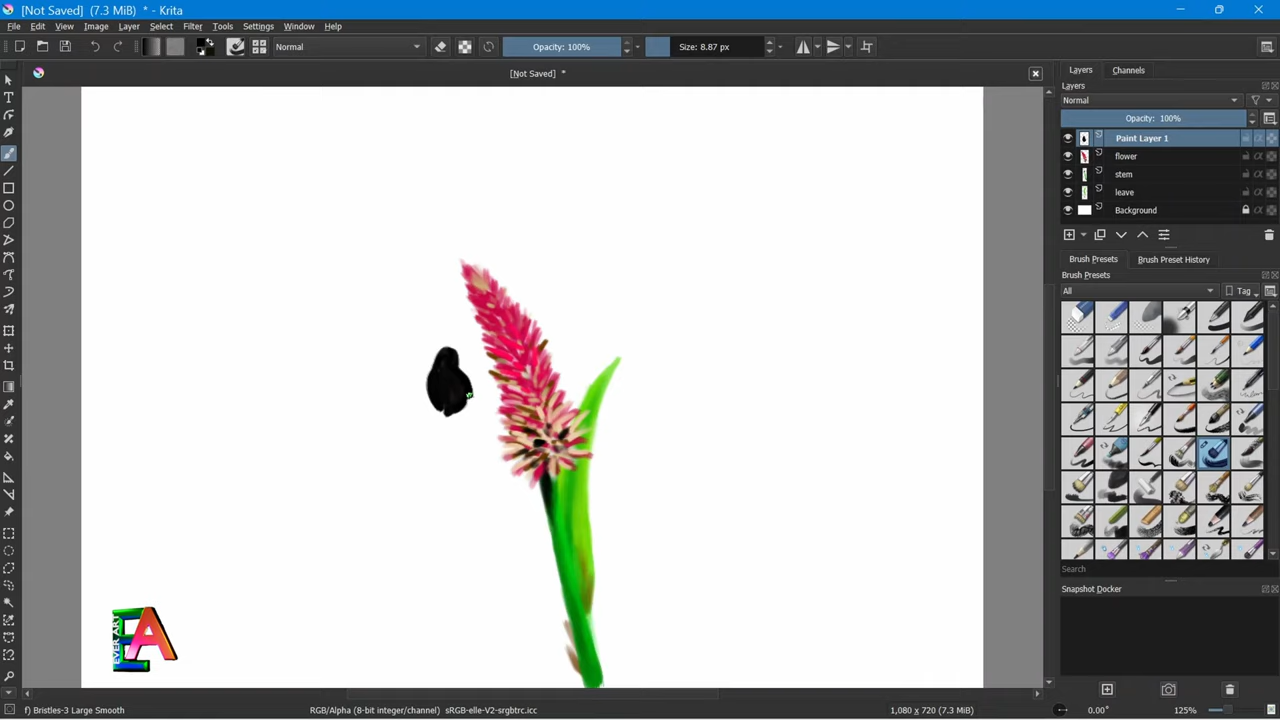 [Not Saved] (7.3 MiB) * - Krita
File Edit View Image Layer Select Filter Tools Settings Window Help
Normal Opacity: 100% Size: 8.87 px
[Not Saved] *
Layers Channels
Layers
Normal
Opacity: 100%
Paint Layer 1
flower
stem
leave
Background
Brush Presets Brush Preset History
Brush Presets
All Tag
Search
Snapshot Docker
EVER ART
EA
f) Bristles-3 Large Smooth RGB/Alpha (8-bit integer/channel) sRGB-elle-V2-srgbtrc.icc 1,080 x 720 (7.3 MiB) 0.00° 125%